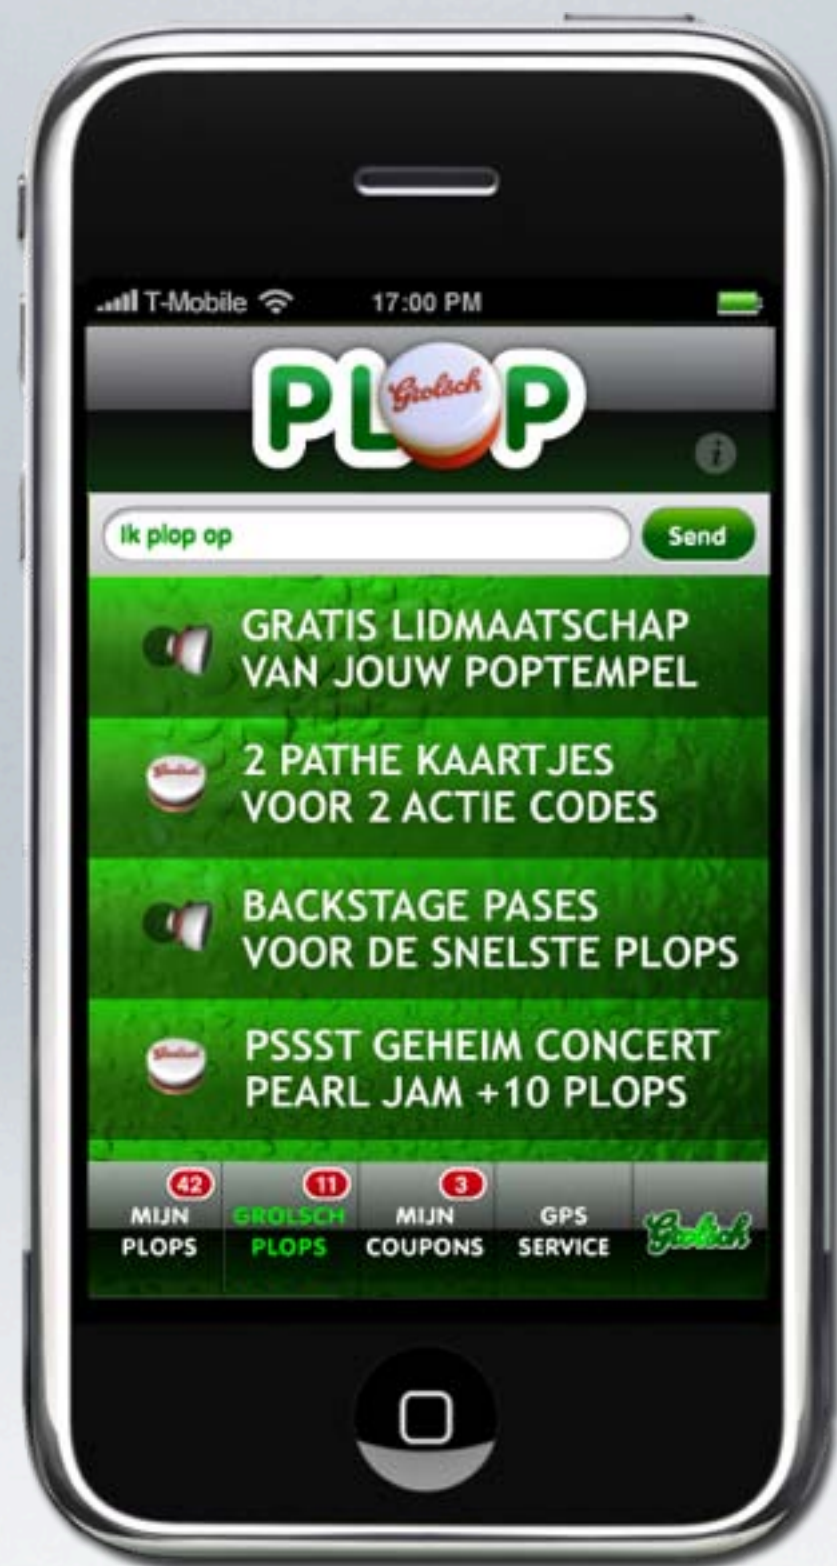 T-Mobile 17:00 PM
PLOP
Grolsch
i
Ik plop op
Send
GRATIS LIDMAATSCHAP
VAN JOUW POPTEMPEL
Grolsch
2 PATHE KAARTJES
VOOR 2 ACTIE CODES
BACKSTAGE PASES
VOOR DE SNELSTE PLOPS
Grolsch
PSSST GEHEIM CONCERT
PEARL JAM +10 PLOPS
42
MIJN
PLOPS
11
GROLSCH
PLOPS
3
MIJN
COUPONS
GPS
SERVICE
Grolsch